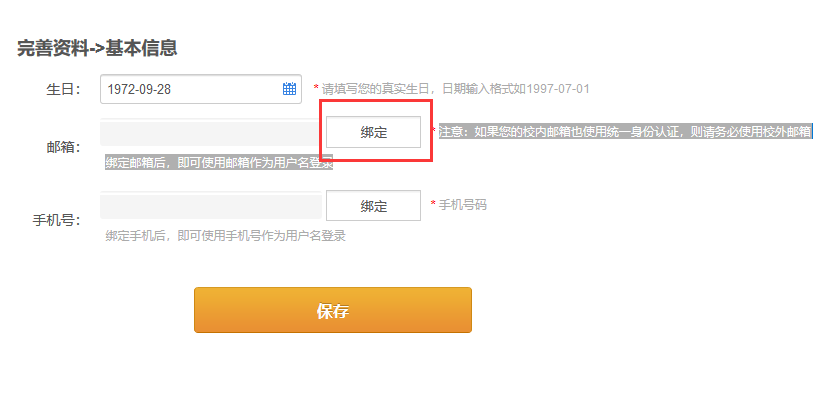 完善资料->基本信息
生日： 1972-09-28 * 请填写您的真实生日，日期输入格式如1997-07-01
邮箱： 绑定 * 注意：如果您的校内邮箱也使用统一身份认证，则请务必使用校外邮箱
绑定邮箱后，即可使用邮箱作为用户名登录
手机号： 绑定 * 手机号码
绑定手机后，即可使用手机号作为用户名登录
保存